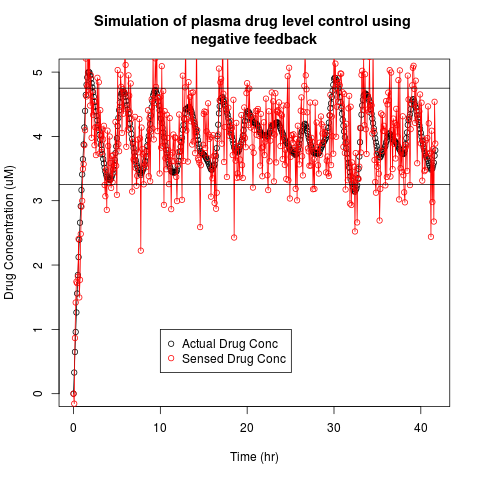 Simulation of plasma drug level control using
negative feedback
Drug Concentration (uM)
5
4
3
2
1
0
Actual Drug Conc
Sensed Drug Conc
0 10 20 30 40
Time (hr)